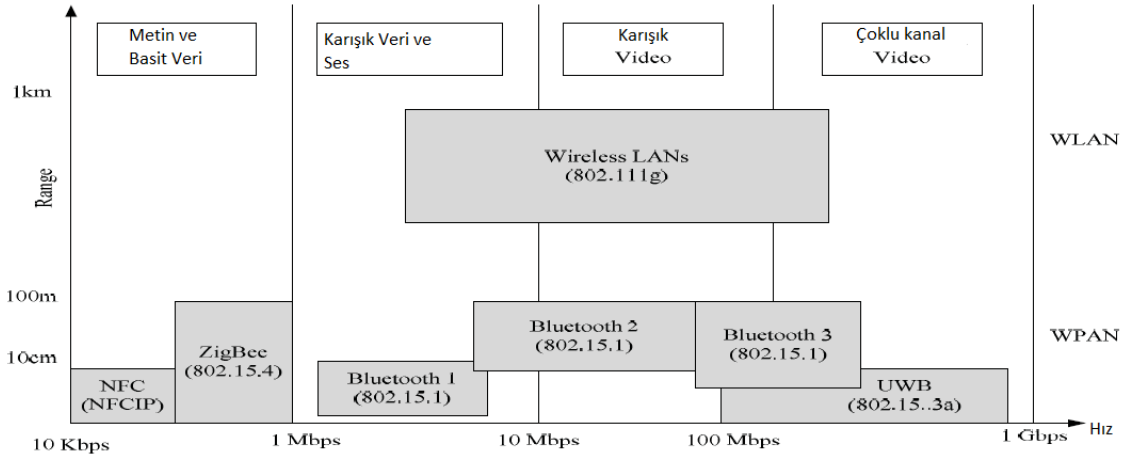 Metin ve
Basit Veri
Karışık Veri ve
Ses
Karışık
Video
Çoklu kanal
Video
1km
Range
Wireless LANs
(802.111g)
WLAN
100m
10cm
NFC
(NFCIP)
ZigBee
(802.15.4)
Bluetooth 1
(802.15.1)
Bluetooth 2
(802.15.1)
Bluetooth 3
(802.15.1)
UWB
(802.15..3a)
WPAN
10 Kbps
1 Mbps
10 Mbps
100 Mbps
1 Gbps
Hız